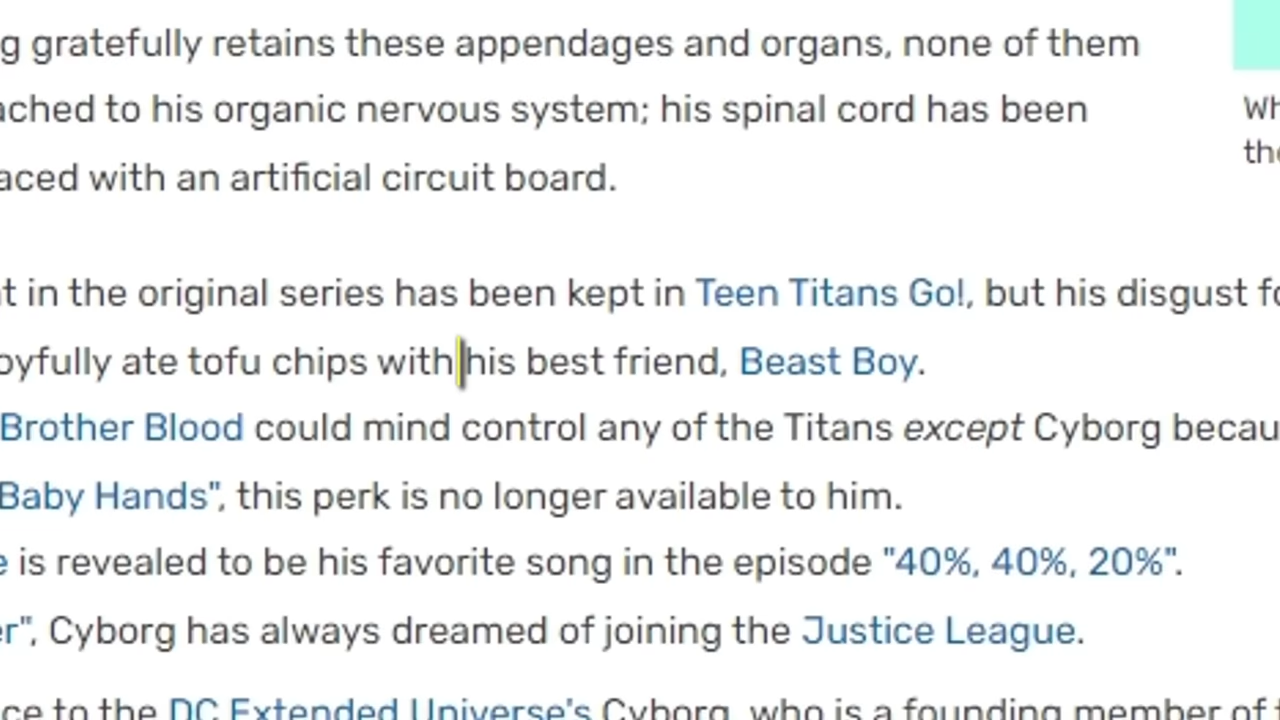 g gratefully retains these appendages and organs, none of them
ached to his organic nervous system; his spinal cord has been
aced with an artificial circuit board.
Wh
the
t in the original series has been kept in Teen Titans Go!, but his disgust fo
oyfully ate tofu chips with his best friend, Beast Boy.
Brother Blood could mind control any of the Titans except Cyborg becau
Baby Hands", this perk is no longer available to him.
e is revealed to be his favorite song in the episode "40%, 40%, 20%".
er", Cyborg has always dreamed of joining the Justice League.
ce to the DC Extended Universe's Cyborg, who is a founding member of